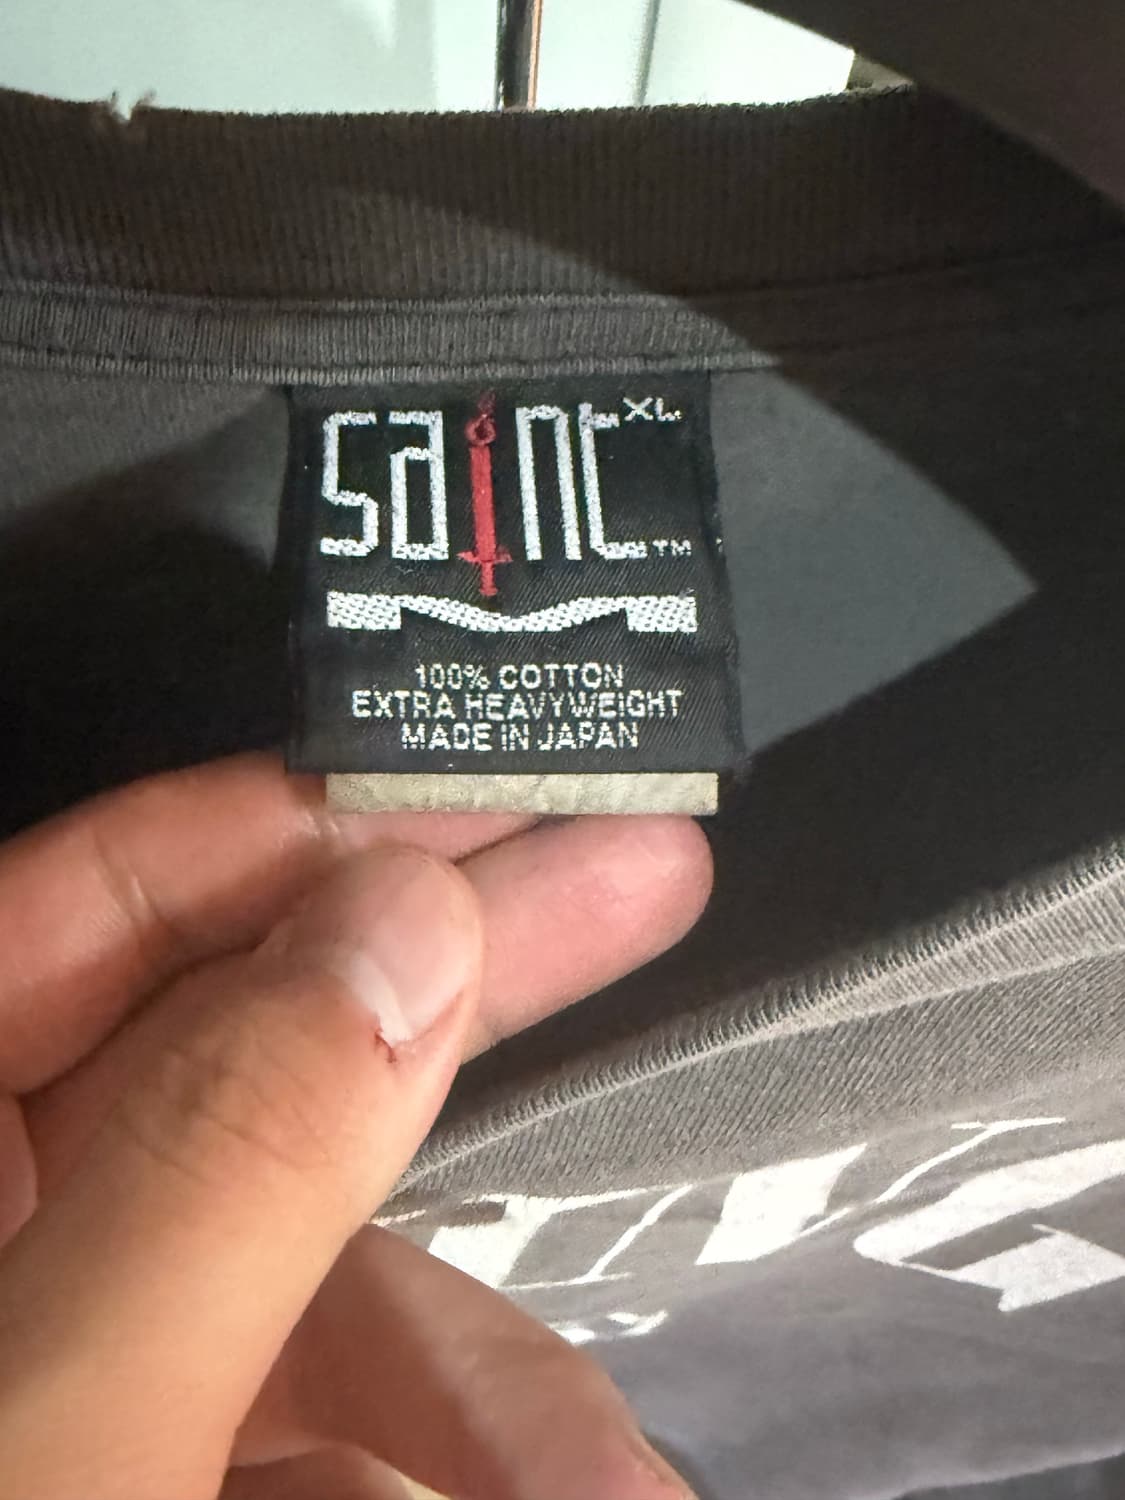 saint XL
TM
100% COTTON
EXTRA HEAVYWEIGHT
MADE IN JAPAN